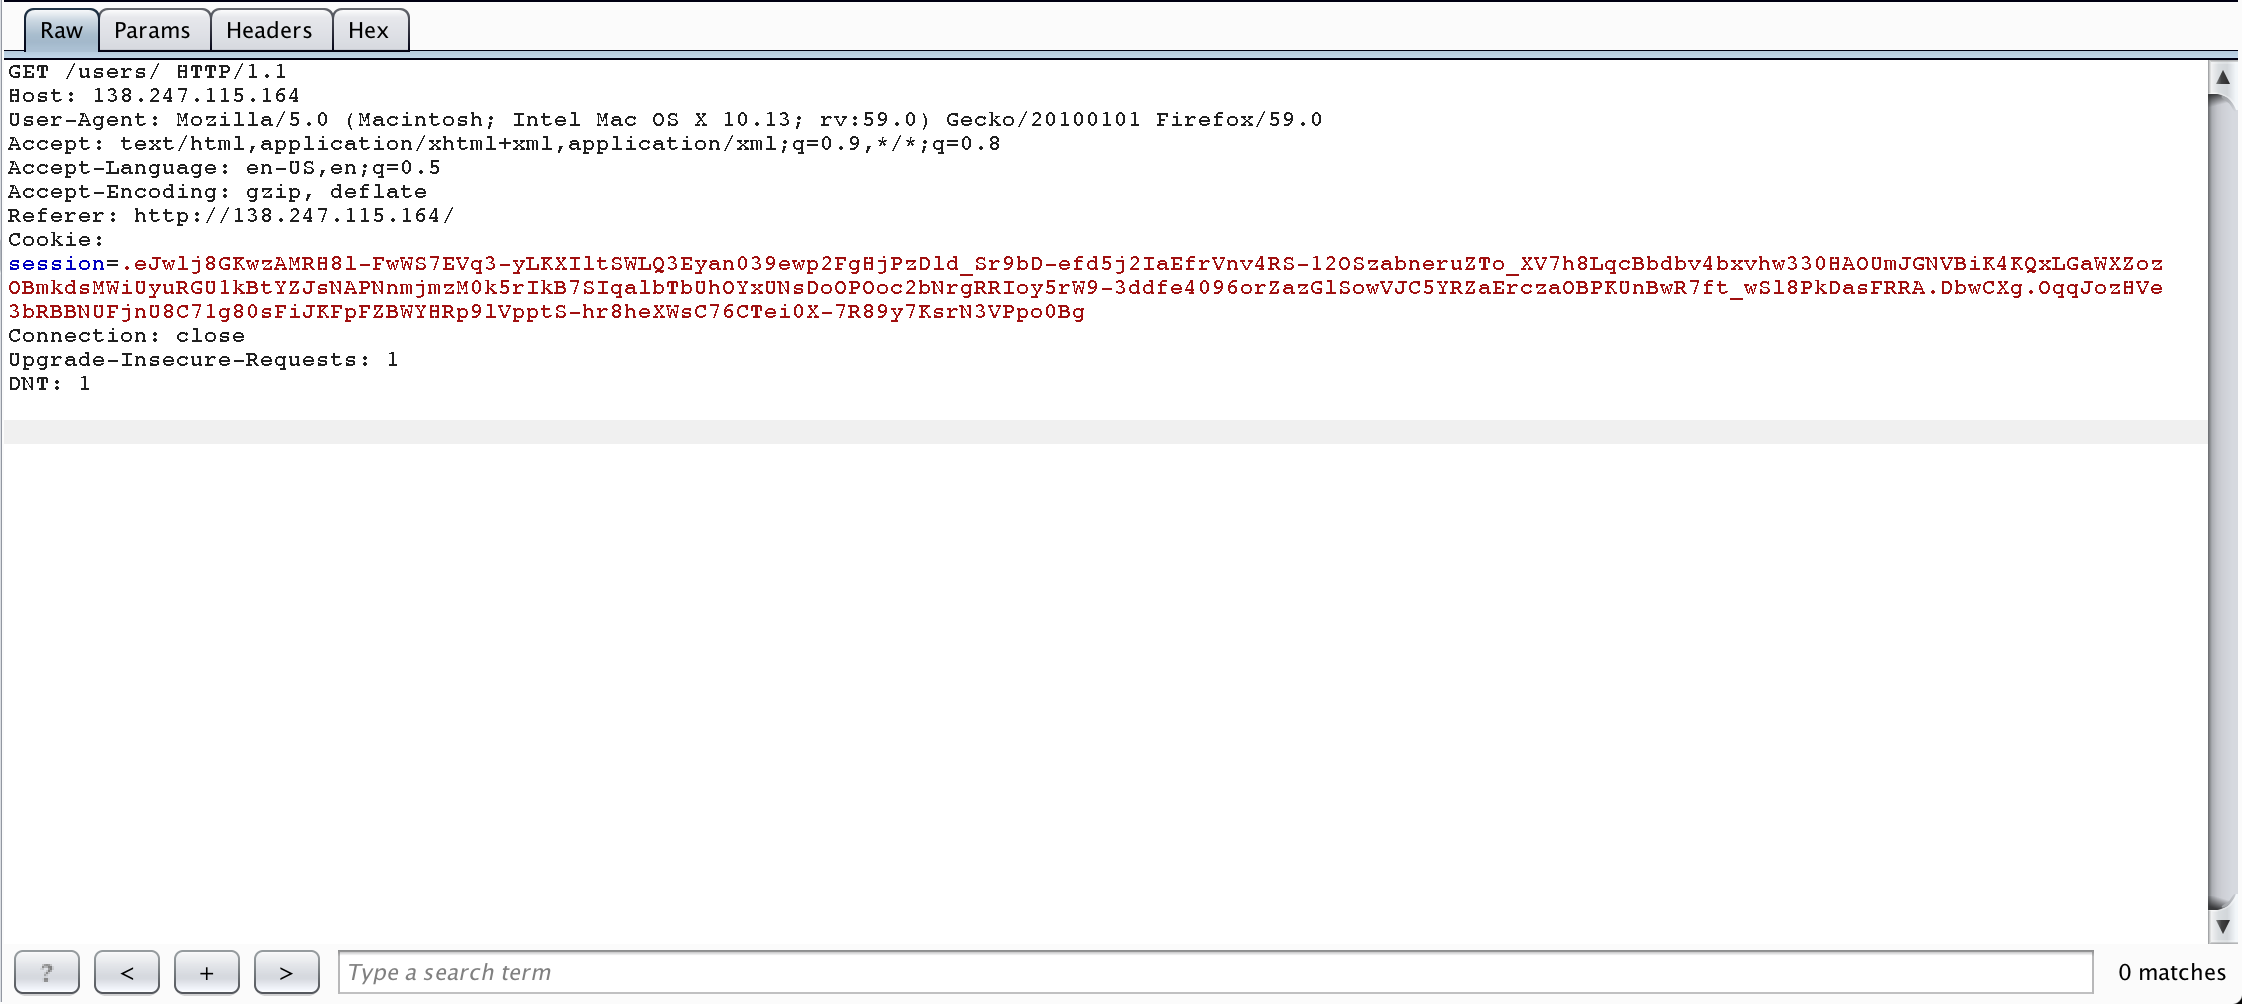 Raw Params Headers Hex
GET /users/ HTTP/1.1
Host: 138.247.115.164
User-Agent: Mozilla/5.0 (Macintosh; Intel Mac OS X 10.13; rv:59.0) Gecko/20100101 Firefox/59.0
Accept: text/html,application/xhtml+xml,application/xml;q=0.9,*/*;q=0.8
Accept-Language: en-US,en;q=0.5
Accept-Encoding: gzip, deflate
Referer: http://138.247.115.164/
Cookie:
session=.eJwlj8GKwzAMRH8l-FwWS7EVq3-yLKXIltSWLQ3Eyan039ewp2FgHjPzDld_Sr9bD-efd5j2IaEfrVnv4RS-12OSzabneruZTo_XV7h8LqcBbdbv4bxvhw330HAOUmJGNVBiK4KQxLGaWXZoz
OBmkdsMWiUyuRGU1kBtYZJsNAPNnmjmzM0k5rIkB7SIqalbTbUhOYxUNsDoOPOoc2bNrgRRIoy5rW9-3ddfe4096orZazGlSowVJC5YRZaErczaOBPKUnBwR7ft_wSl8PkDasFRRA.DbwCXg.OqqJozHVe
3bRBBNUFjnU8C71g80sFiJKFpFZBWYHRp9lVpptS-hr8heXWsC76CTei0X-7R89y7KsrN3VPpo0Bg
Connection: close
Upgrade-Insecure-Requests: 1
DNT: 1
? < + > Type a search term 0 matches